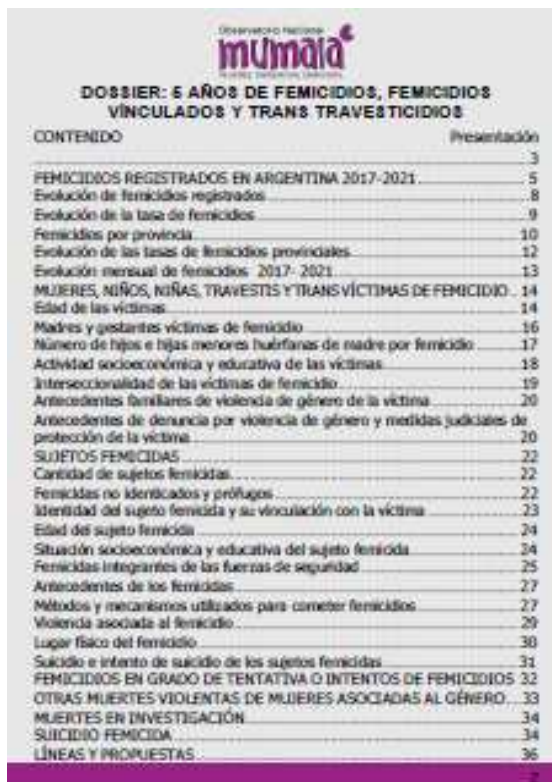 Observatorio Nacional
mumalá
DOSSIER: 5 AÑOS DE FEMICIDIOS, FEMICIDIOS
VÍNCULADOS Y TRANS TRAVESTICIDIOS
CONTENIDO Presentación
3
FEMICIDIOS REGISTRADOS EN ARGENTINA 2017-2021 5
Evolución de femicidios registrados 8
Evolución de la tasa de femicidios 9
Femicidios por provincia 10
Evolución de las tasas de femicidios provinciales 12
Evolución mensual de femicidios 2017- 2021 13
MUJERES, NIÑOS, NIÑAS, TRAVESTIS Y TRANS VÍCTIMAS DE FEMICIDIO 14
Edad de las víctimas 14
Madres y gestantes víctimas de femicidio 16
Número de hijos e hijas menores huérfanas de madre por femicidio 17
Actividad socioeconómica y educativa de las víctimas 18
Interseccionalidad de las víctimas de femicidio 19
Antecedentes familiares de violencia de género de la víctima 20
Antecedentes de denuncia por violencia de género y medidas judiciales de
protección de la víctima 20
SUJETOS FEMICIDAS 22
Cantidad de sujetos femicidas 22
Femicidas no identicados y prófugos 22
Identidad del sujeto femicida y su vinculación con la víctima 23
Edad del sujeto femicida 24
Situación socioeconómica y educativa del sujeto femicida 24
Femicidas integrantes de las fuerzas de seguridad 25
Antecedentes de los femicidas 27
Métodos y mecanismos utilizados para cometer femicidios 27
Violencia asociada al femicidio 29
Lugar físico del femicidio 30
Suicidio e intento de suicidio de los sujetos femicidas 31
FEMICIDIOS EN GRADO DE TENTATIVA O INTENTOS DE FEMICIDIOS 32
OTRAS MUERTES VIOLENTAS DE MUJERES ASOCIADAS AL GÉNERO 33
MUERTES EN INVESTIGACIÓN 34
SUICIDIO FEMICIDA 34
LÍNEAS Y PROPUESTAS 36
2